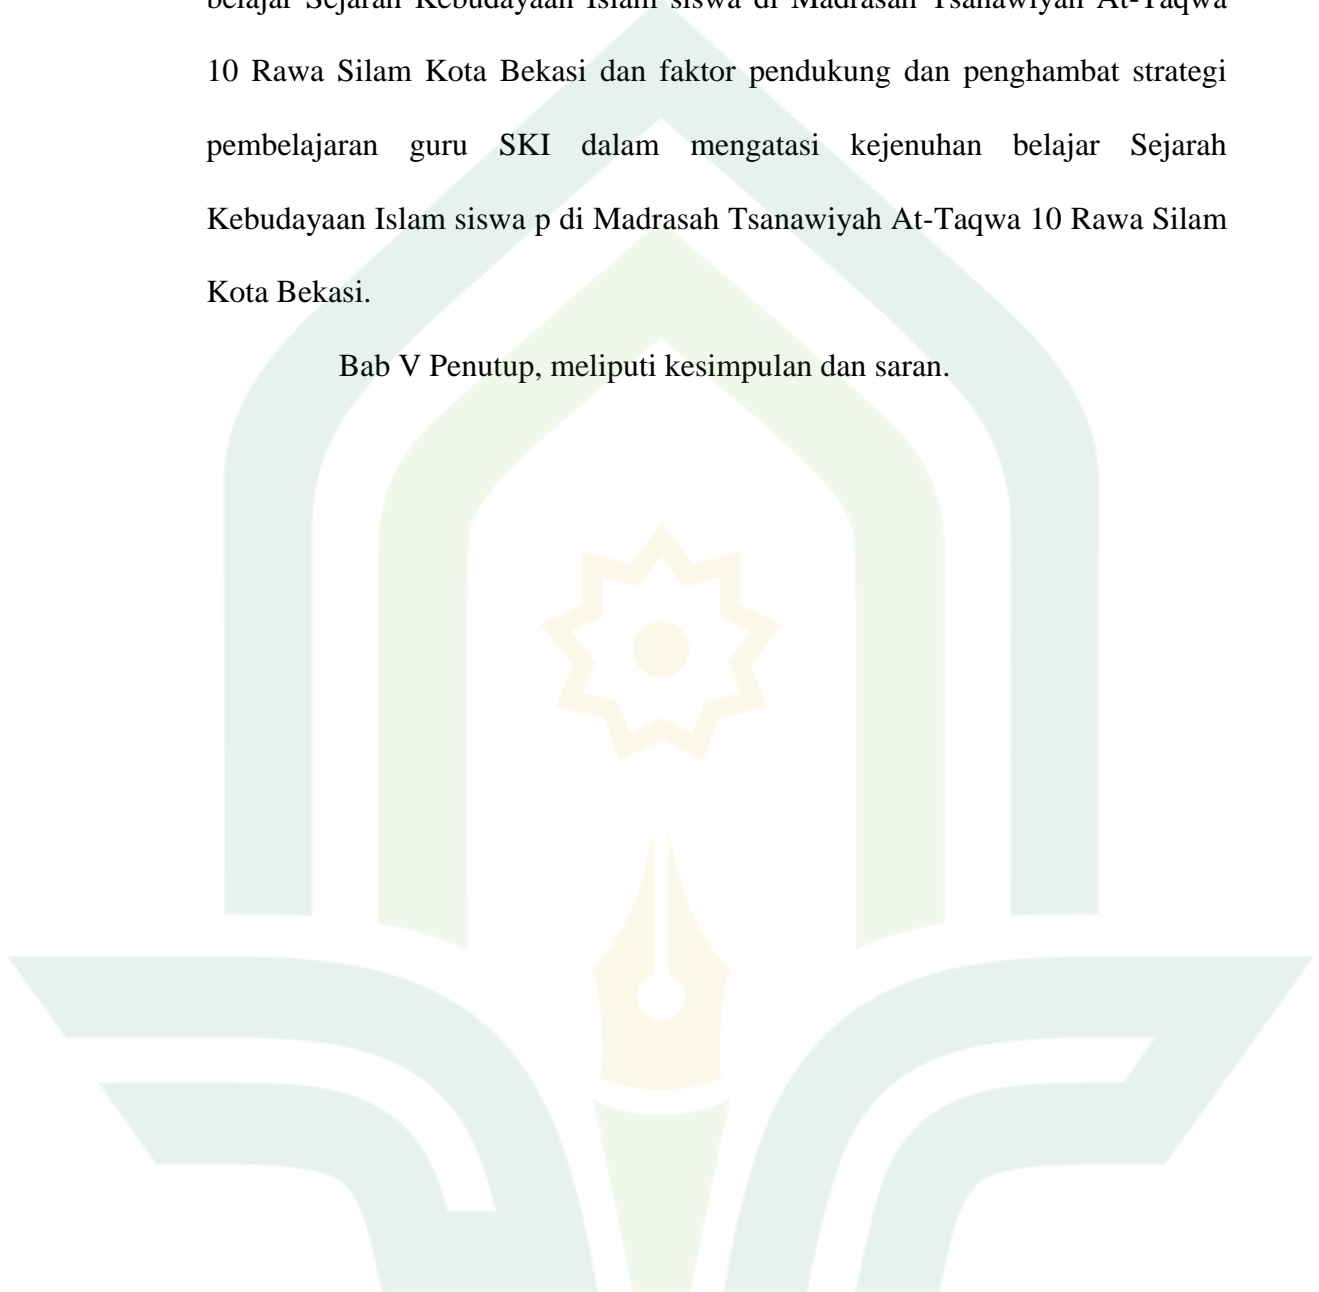 belajar Sejarah Kebudayaan Islam siswa di Madrasah Tsanawiyah At-Taqwa
10 Rawa Silam Kota Bekasi dan faktor pendukung dan penghambat strategi
pembelajaran guru SKI dalam mengatasi kejenuhan belajar Sejarah
Kebudayaan Islam siswa p di Madrasah Tsanawiyah At-Taqwa 10 Rawa Silam
Kota Bekasi.
Bab V Penutup, meliputi kesimpulan dan saran.